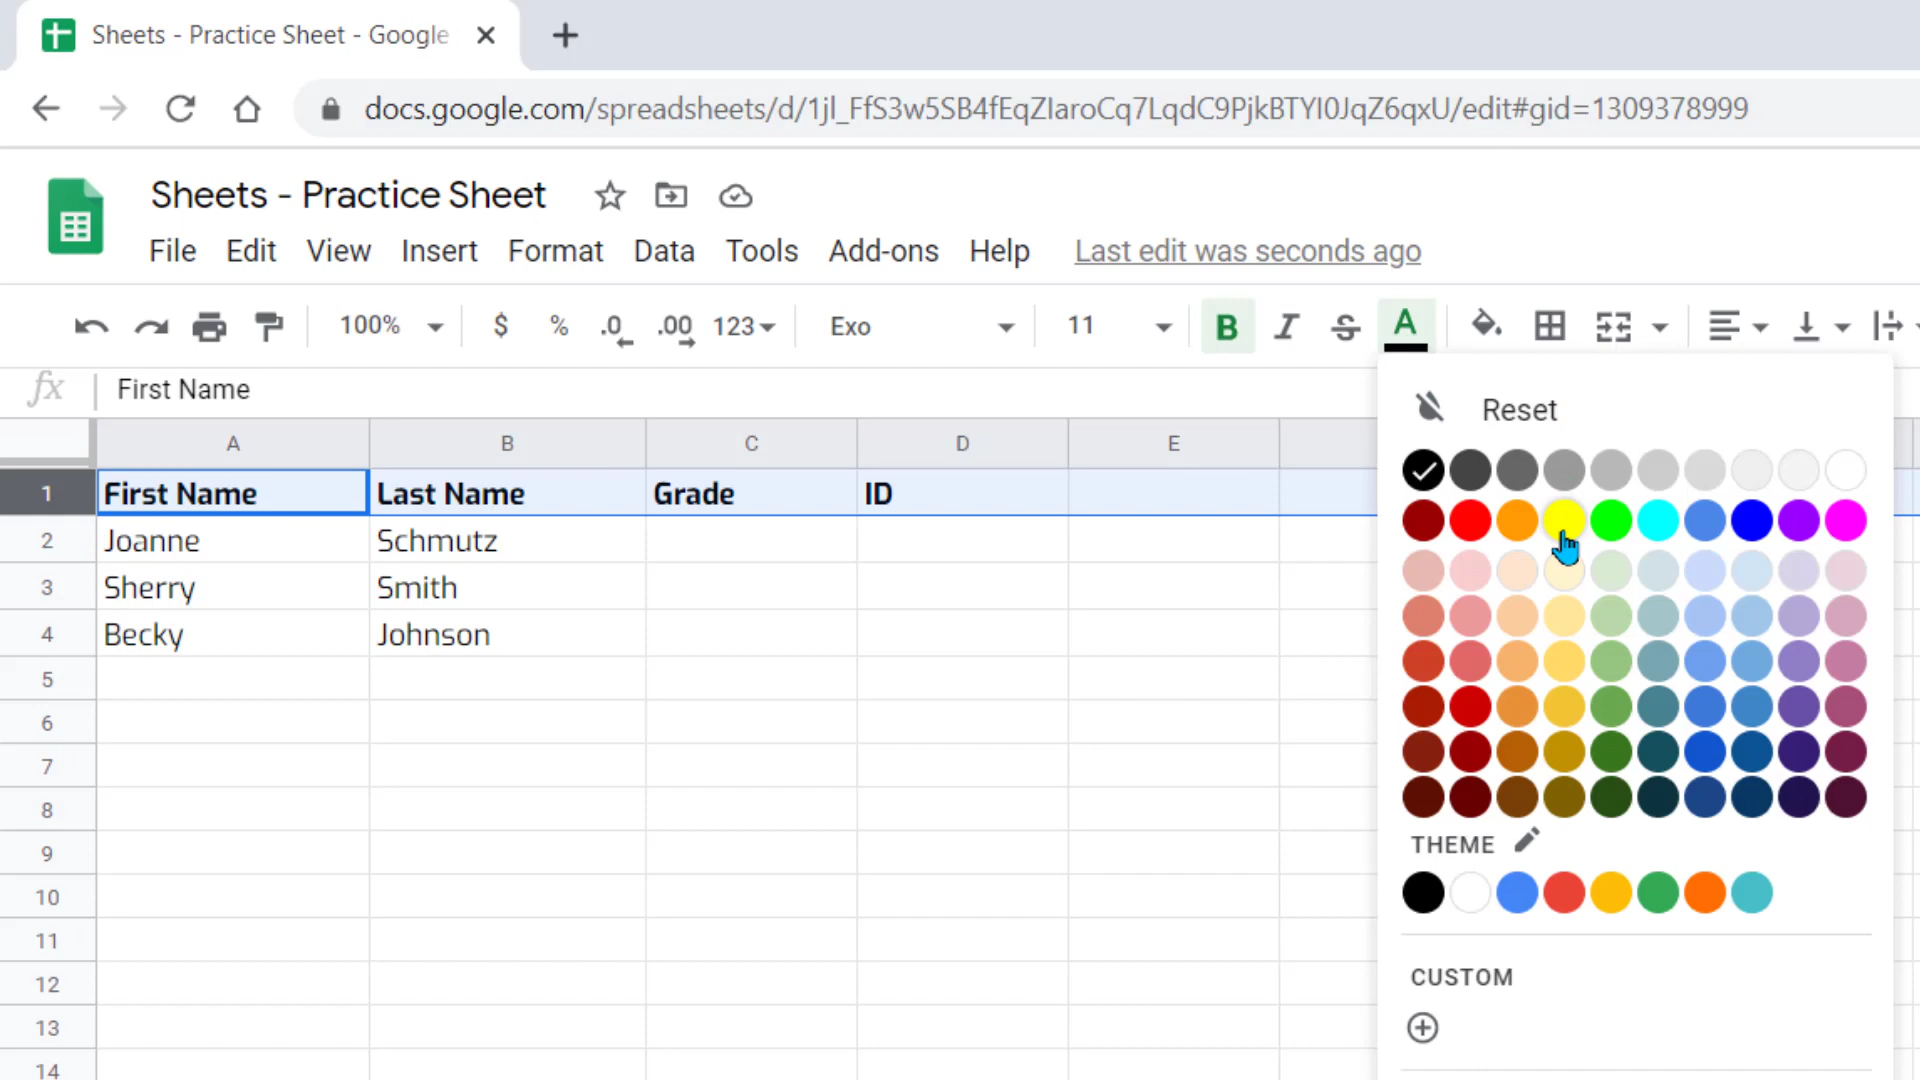 Sheets - Practice Sheet - Google
docs.google.com/spreadsheets/d/1jl_FfS3w5SB4fEqZIaroCq7LqdC9PjkBTYI0JqZ6qxU/edit#gid=1309378999
Sheets - Practice Sheet
File Edit View Insert Format Data Tools Add-ons Help Last edit was seconds ago
100% $ % .0 .00 123 Exo 11 B I S A
fx First Name
Reset
A B C D E
1 First Name Last Name Grade ID
2 Joanne Schmutz
3 Sherry Smith
4 Becky Johnson
5
6
7
8
9
THEME
10
11
12
CUSTOM
13
14